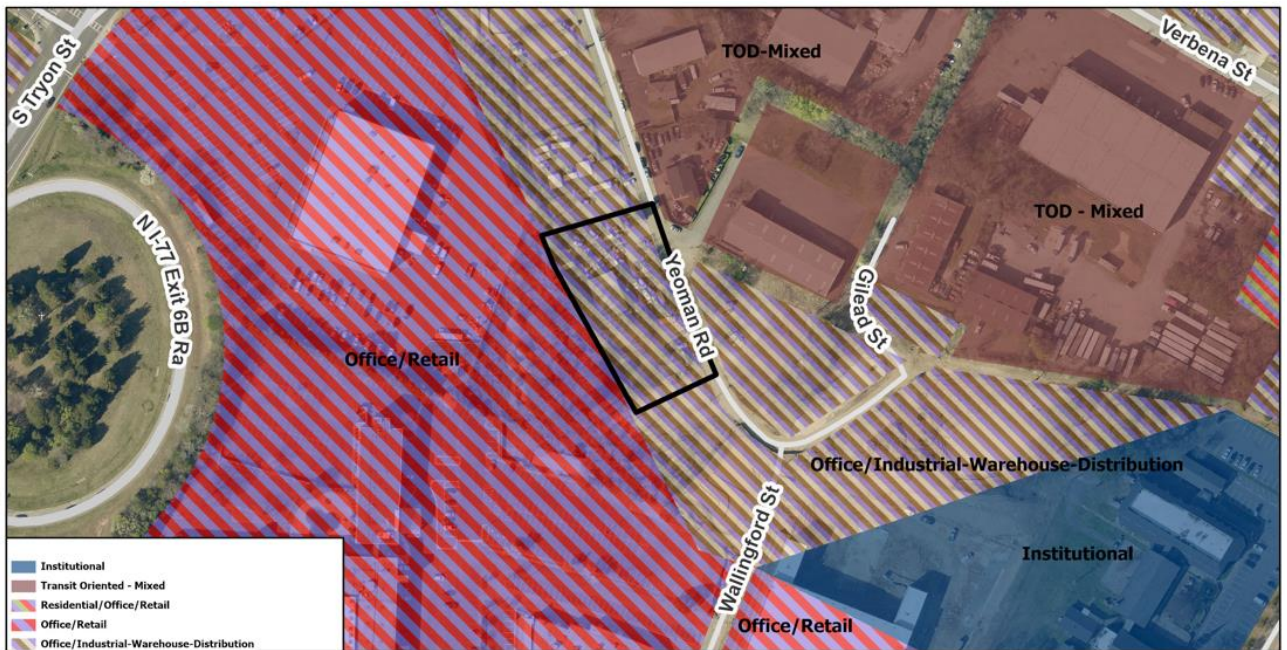 S Tryon St
TOD-Mixed
Verbena St
TOD - Mixed
N I-77 Exit 6B Ra
Yeoman Rd
Gilead St
Office/Retail
Office/Industrial-Warehouse-Distribution
Wallingford St
Institutional
Office/Retail
Institutional
Transit Oriented - Mixed
Residential/Office/Retail
Office/Retail
Office/Industrial-Warehouse-Distribution